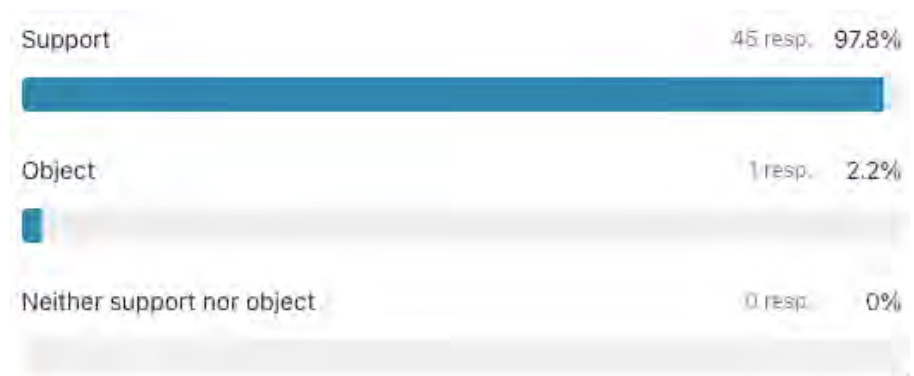 Support 45 resp. 97.8%
Object 1 resp. 2.2%
Neither support nor object 0 resp. 0%